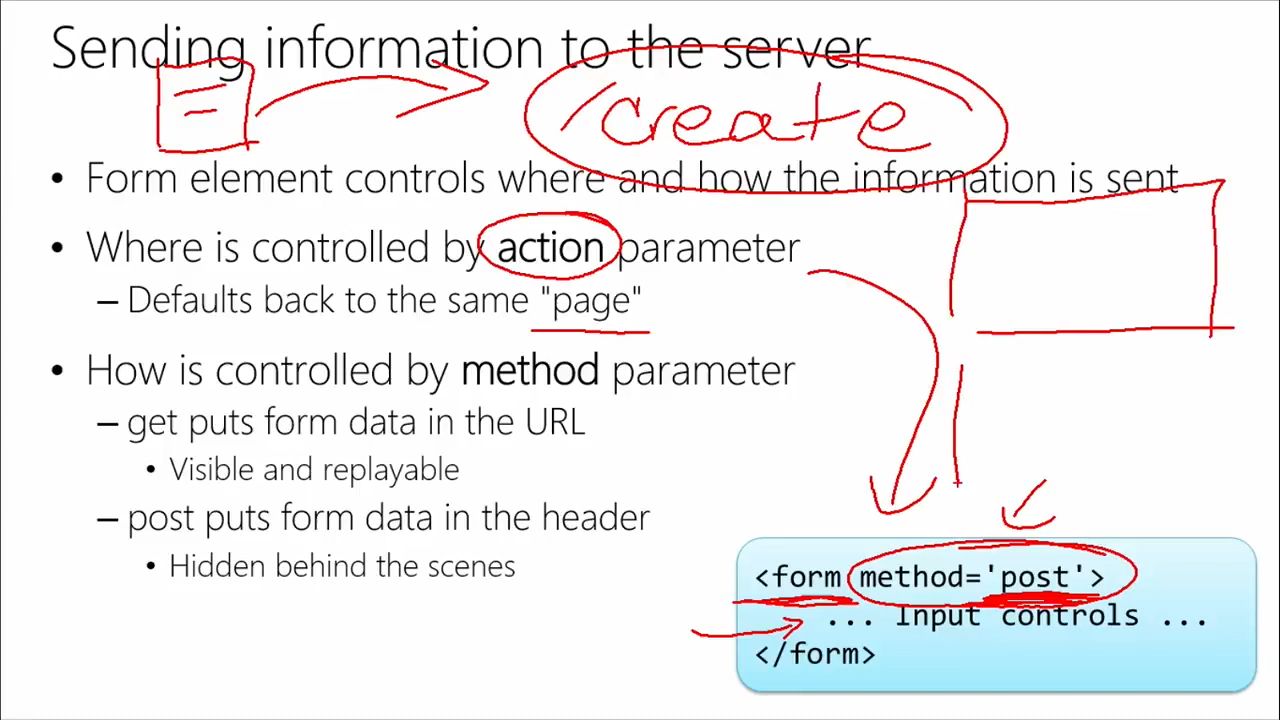 Sending information to the server
/create
• Form element controls where and how the information is sent
• Where is controlled by action parameter
– Defaults back to the same "page"
• How is controlled by method parameter
– get puts form data in the URL
• Visible and replayable
– post puts form data in the header
• Hidden behind the scenes
<form method='post'>
... Input controls ...
</form>